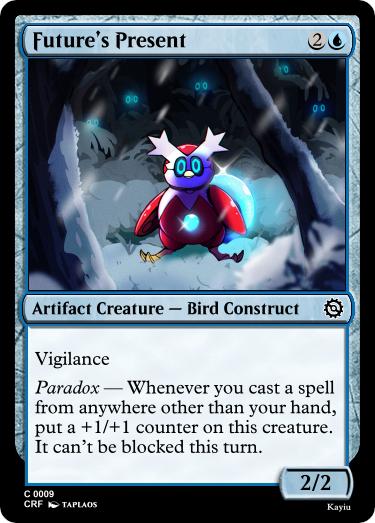 Future's Present 2
Artifact Creature — Bird Construct
Vigilance
Paradox — Whenever you cast a spell
from anywhere other than your hand,
put a +1/+1 counter on this creature.
It can't be blocked this turn.
2/2
C 0009
CRF TAPLAOS
Kayiu